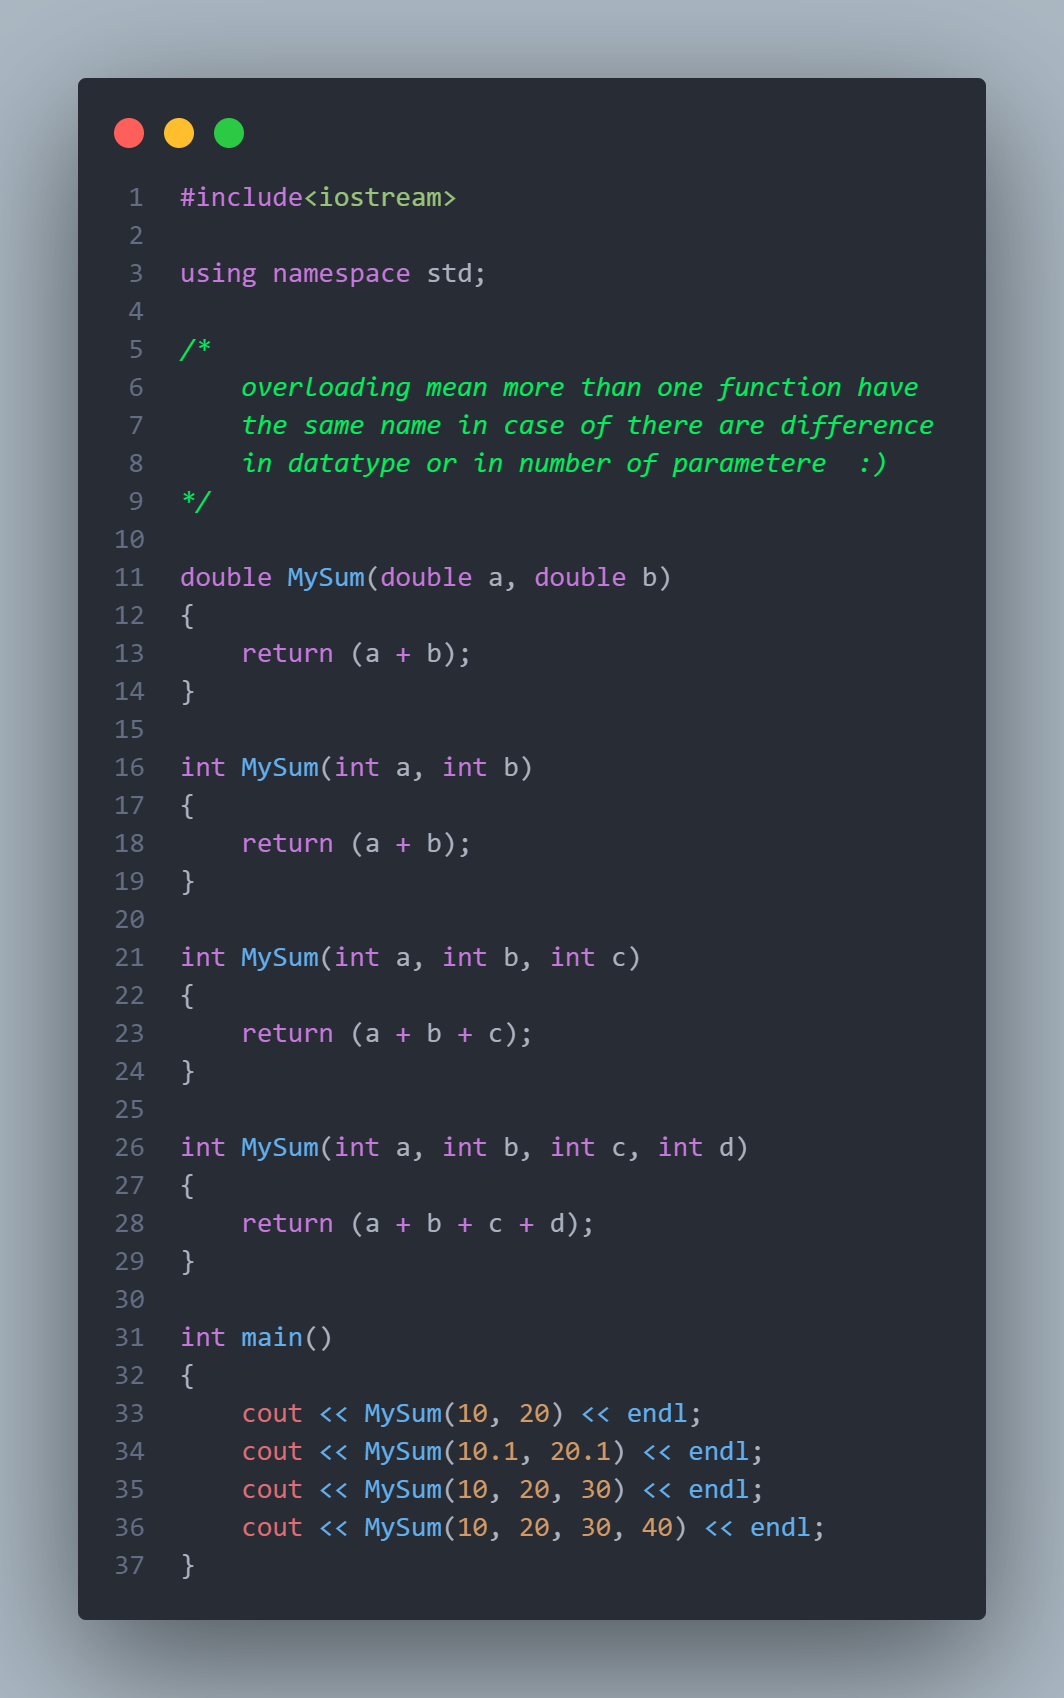 1 #include<iostream>
2
3 using namespace std;
4
5 /*
6     overloading mean more than one function have
7     the same name in case of there are difference
8     in datatype or in number of parametere  :)
9 */
10
11 double MySum(double a, double b)
12 {
13     return (a + b);
14 }
15
16 int MySum(int a, int b)
17 {
18     return (a + b);
19 }
20
21 int MySum(int a, int b, int c)
22 {
23     return (a + b + c);
24 }
25
26 int MySum(int a, int b, int c, int d)
27 {
28     return (a + b + c + d);
29 }
30
31 int main()
32 {
33     cout << MySum(10, 20) << endl;
34     cout << MySum(10.1, 20.1) << endl;
35     cout << MySum(10, 20, 30) << endl;
36     cout << MySum(10, 20, 30, 40) << endl;
37 }